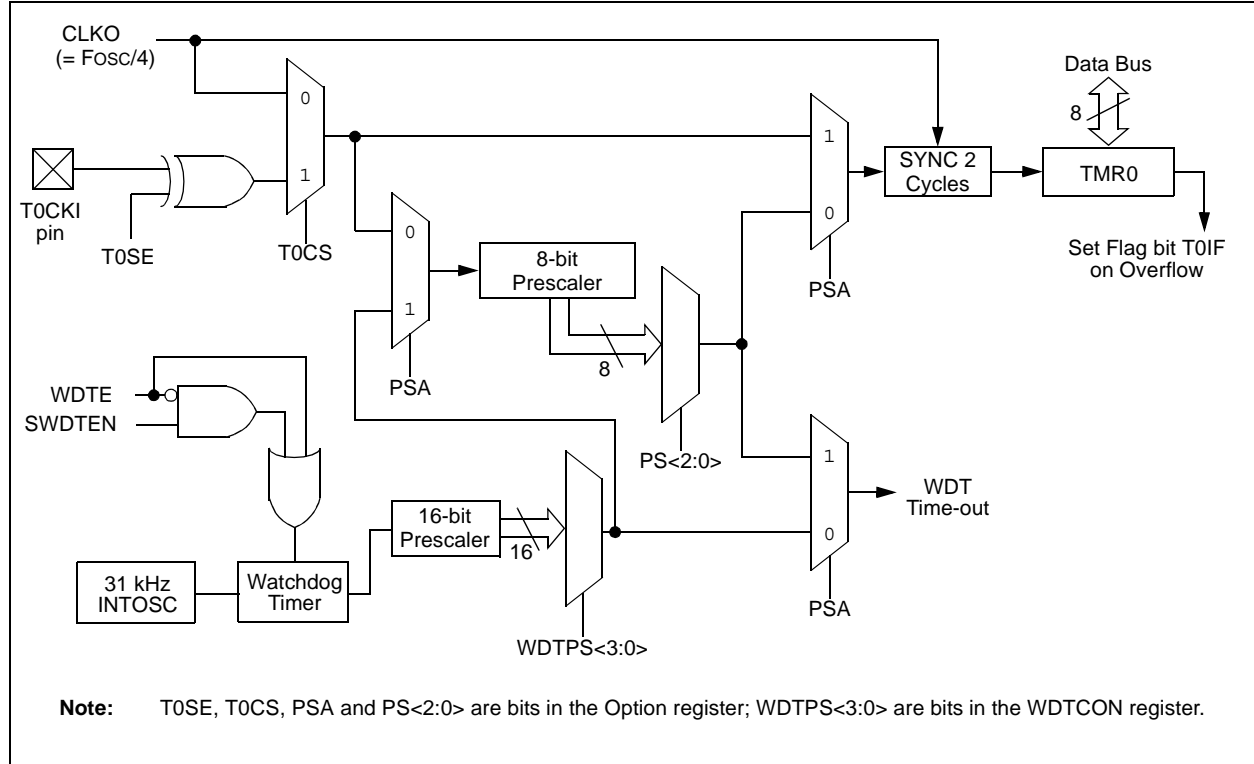 CLKO
(= FOSC/4)
0
1
T0CKI
pin
T0SE
T0CS
0
1
PSA
8-bit
Prescaler
8
PS<2:0>
1
0
PSA
SYNC 2
Cycles
Data Bus
8
TMR0
Set Flag bit T0IF
on Overflow
WDTE
SWDTEN
31 kHz
INTOSC
Watchdog
Timer
16-bit
Prescaler
16
WDTPS<3:0>
1
0
PSA
WDT
Time-out
Note: T0SE, T0CS, PSA and PS<2:0> are bits in the Option register; WDTPS<3:0> are bits in the WDTCON register.